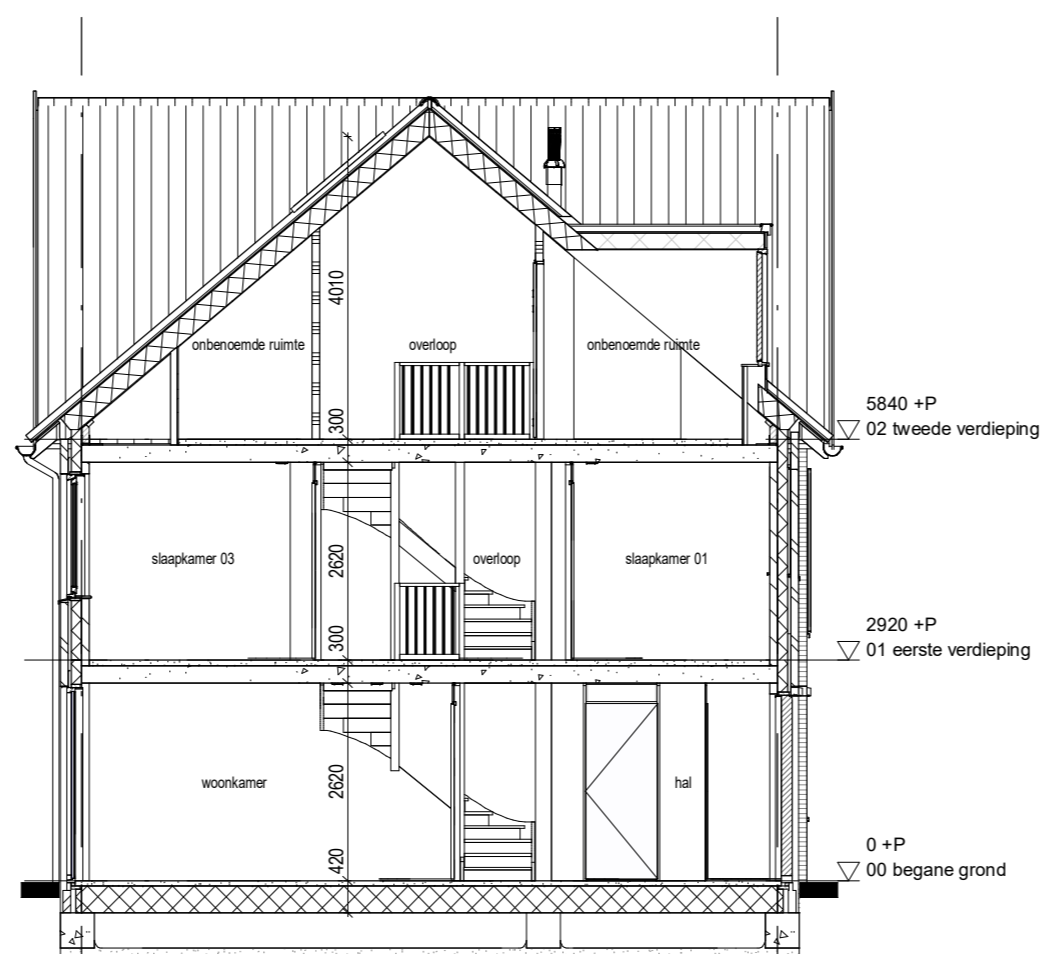 4010
onbenoemde ruimte
overloop
onbenoemde ruimte
300
5840 +P
02 tweede verdieping
slaapkamer 03
2620
overloop
slaapkamer 01
300
2920 +P
01 eerste verdieping
woonkamer
2620
hal
420
0 +P
00 begane grond